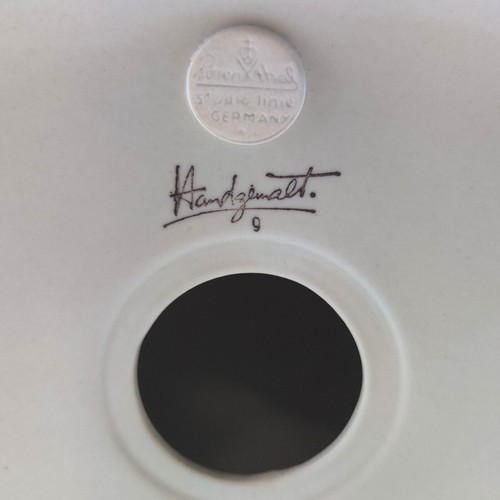 Rosenthal
studio-linie
GERMANY
Handgemalt.
9